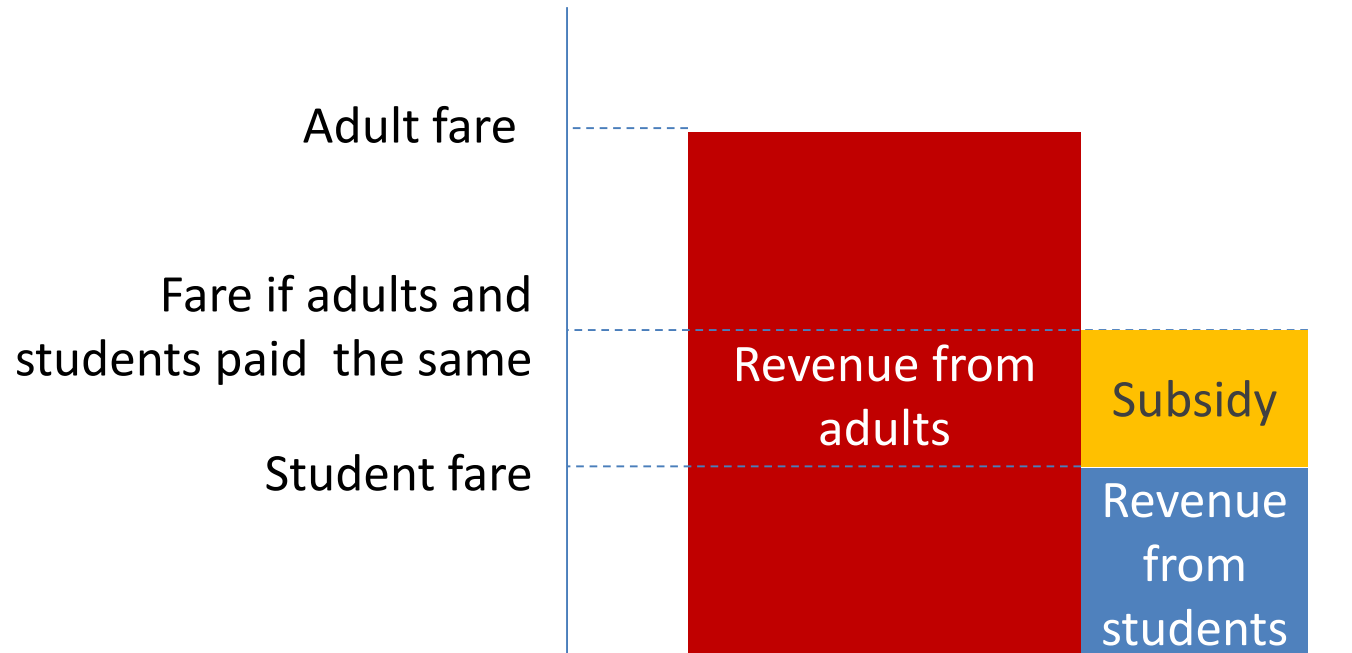 Adult fare
Fare if adults and
students paid  the same
Student fare
Revenue from
adults
Subsidy
Revenue
from
students